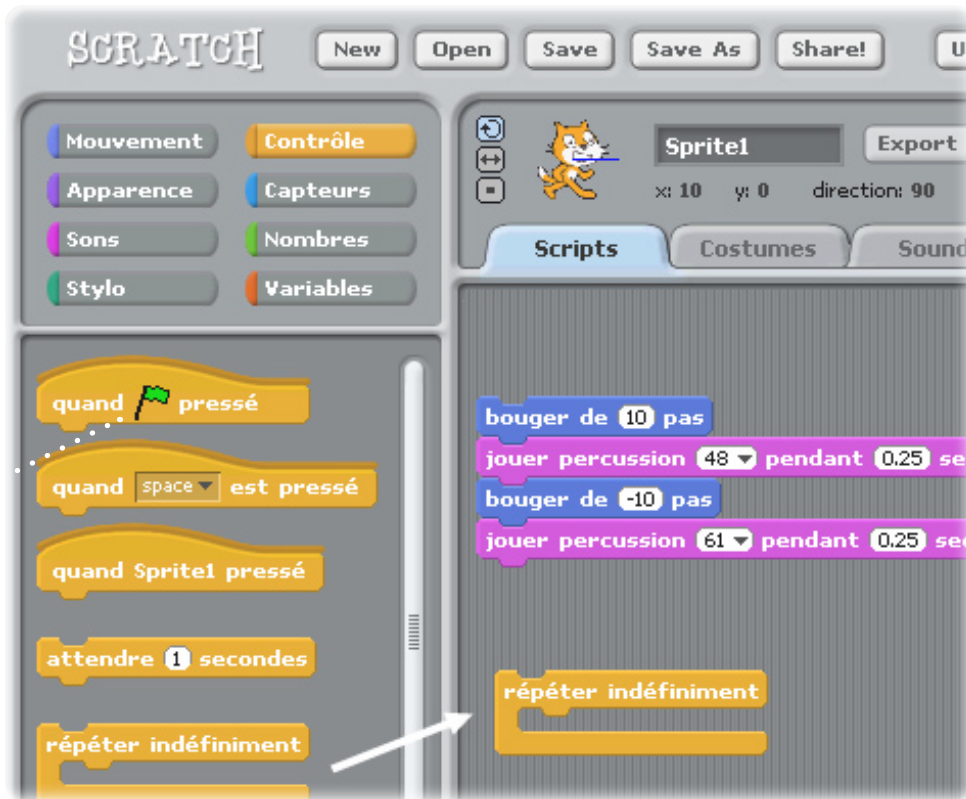 SCRATCH New Open Save Save As Share!
Mouvement Contrôle
Apparence Capteurs
Sons Nombres
Stylo Variables
Sprite1 Export
x: 10 y: 0 direction: 90
Scripts Costumes Sound
quand pressé
quand space est pressé
quand Sprite1 pressé
attendre 1 secondes
répéter indéfiniment
bouger de 10 pas
jouer percussion 48 pendant 0.25 se
bouger de -10 pas
jouer percussion 61 pendant 0.25 sec
répéter indéfiniment